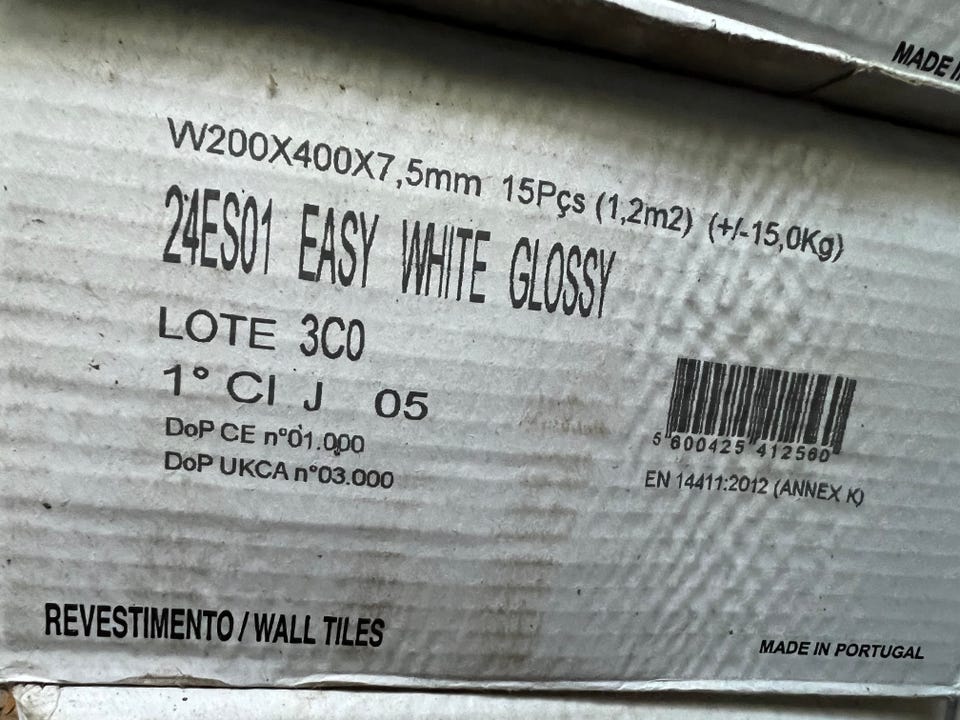 MADE
W200X400X7,5mm 15Pçs (1,2m2) (+/-15,0Kg)
24ES01 EASY WHITE GLOSSY
LOTE 3C0
1° Cl J 05
DoP CE n°01.000
DoP UKCA n°03.000
5 600425 412560
EN 14411:2012 (ANNEX K)
REVESTIMENTO / WALL TILES
MADE IN PORTUGAL